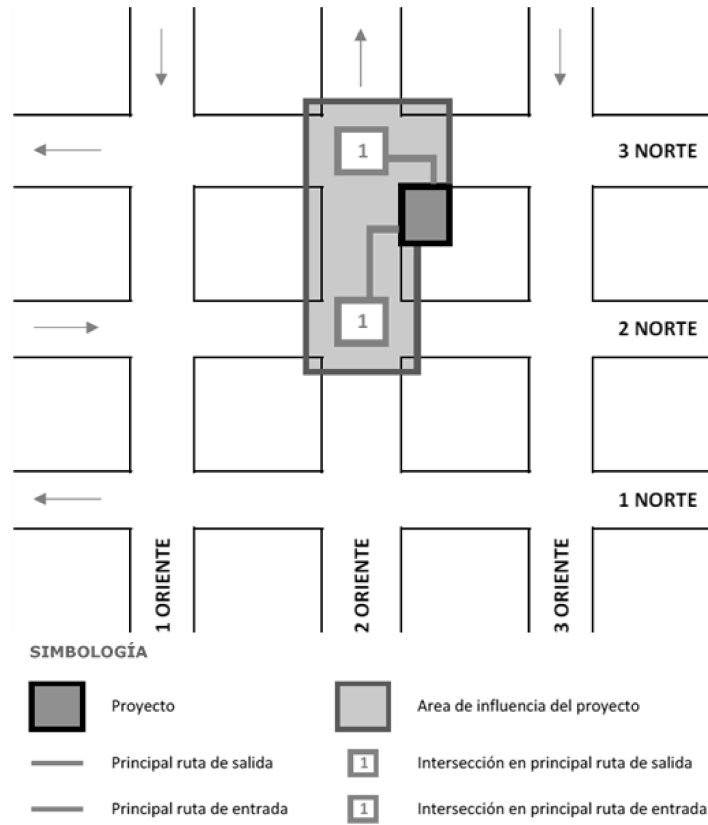 1
3 NORTE
1
2 NORTE
1 NORTE
1 ORIENTE
2 ORIENTE
3 ORIENTE
SIMBOLOGÍA
Proyecto
Area de influencia del proyecto
Principal ruta de salida
1
Intersección en principal ruta de salida
Principal ruta de entrada
1
Intersección en principal ruta de entrada